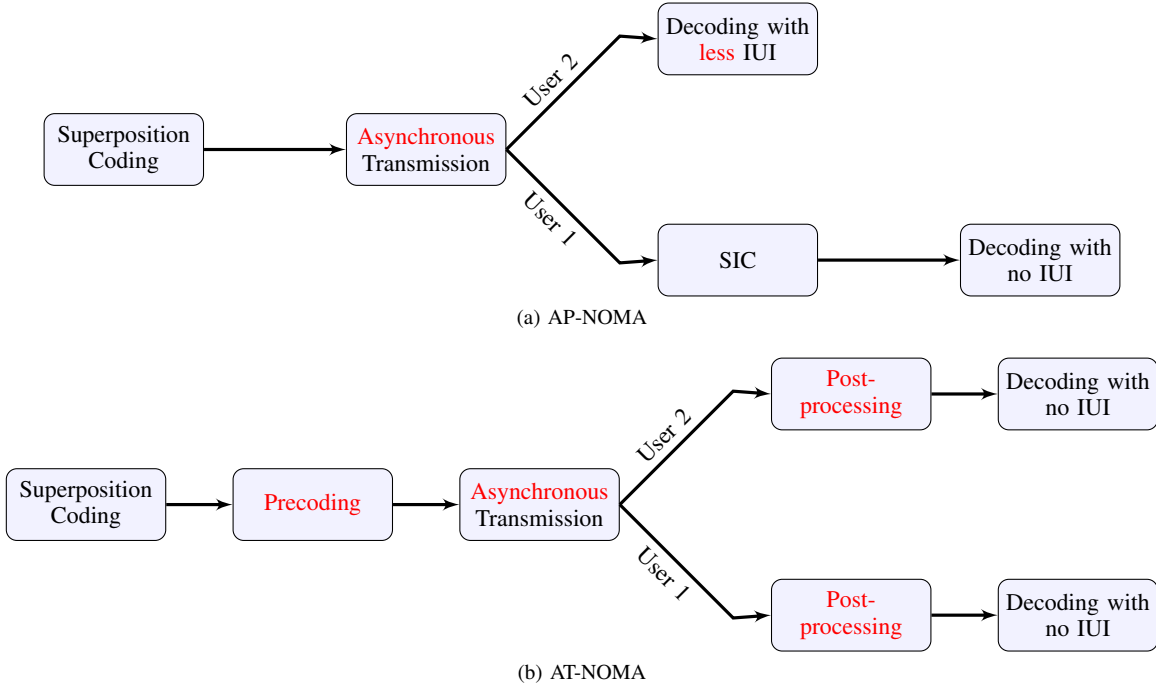 Decoding with
less IUI
User 2
Superposition
Coding
Asynchronous
Transmission
User 1
SIC
Decoding with
no IUI
(a) AP-NOMA
Post-
processing
Decoding with
no IUI
User 2
Superposition
Coding
Precoding
Asynchronous
Transmission
User 1
Post-
processing
Decoding with
no IUI
(b) AT-NOMA